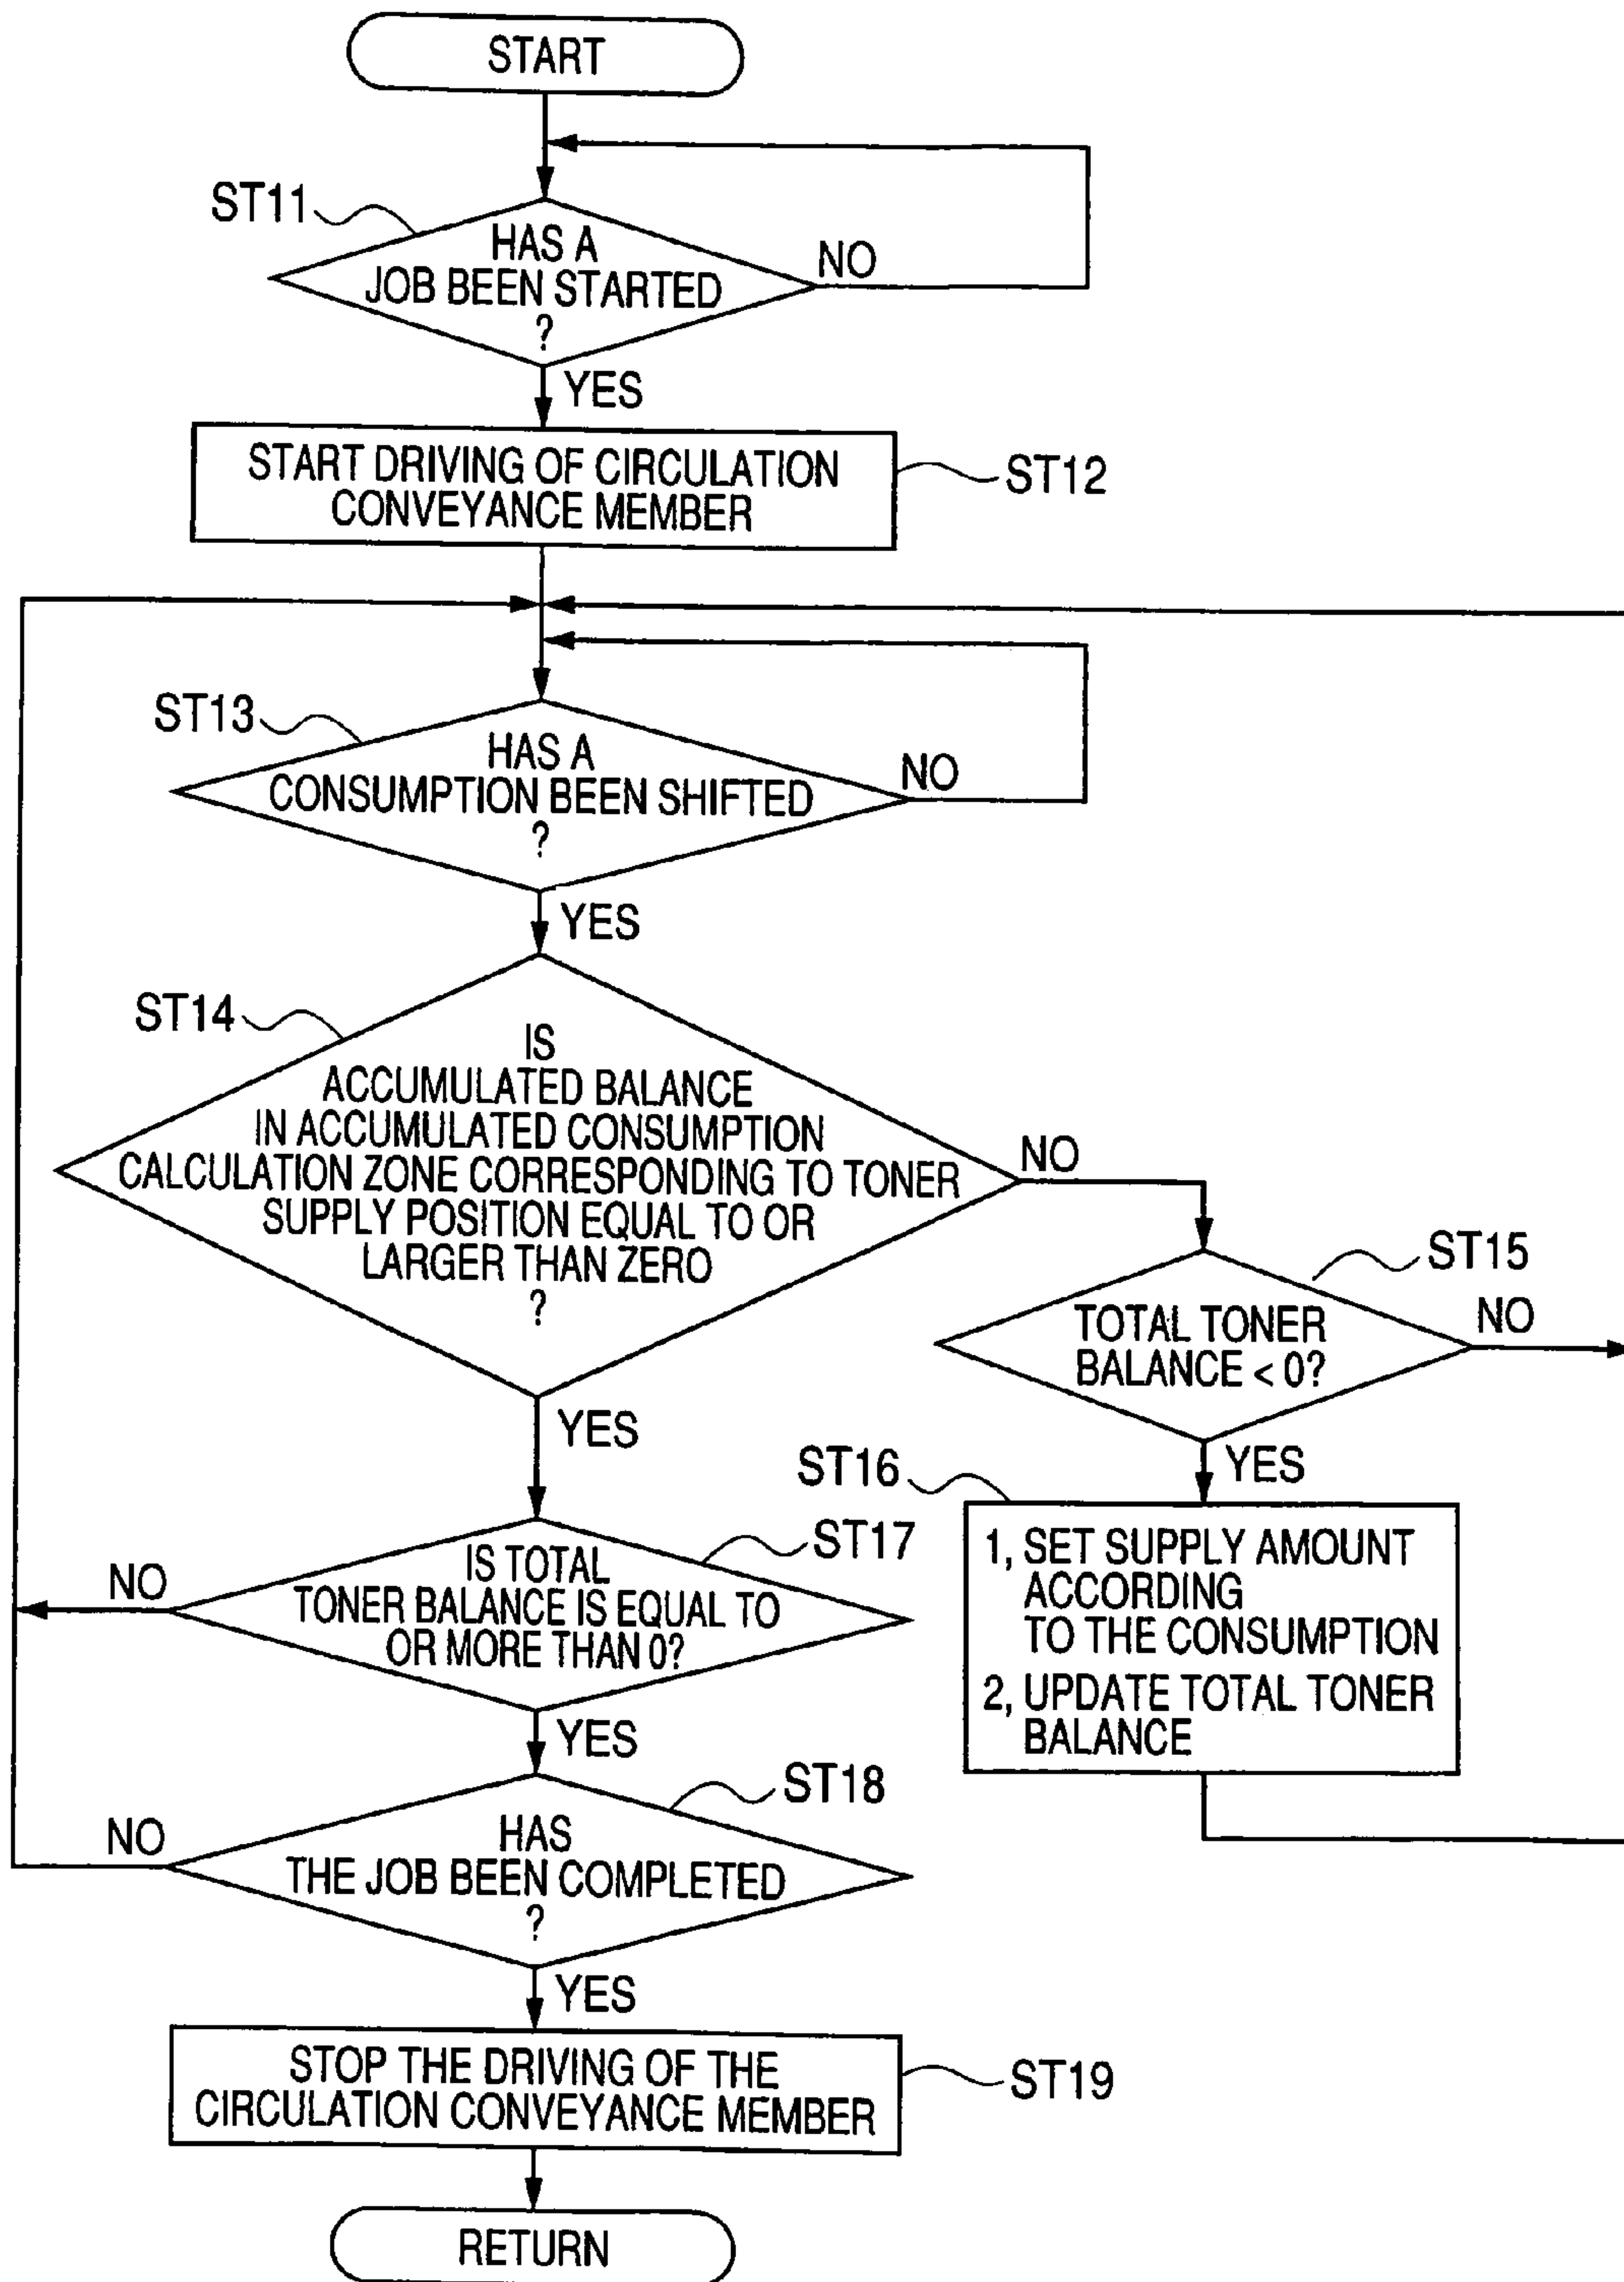 START
ST11
HAS A
JOB BEEN STARTED
?
NO
YES
START DRIVING OF CIRCULATION
CONVEYANCE MEMBER
ST12
ST13
HAS A
CONSUMPTION BEEN SHIFTED
?
NO
YES
ST14
IS
ACCUMULATED BALANCE
IN ACCUMULATED CONSUMPTION
CALCULATION ZONE CORRESPONDING TO TONER
SUPPLY POSITION EQUAL TO OR
LARGER THAN ZERO
?
NO
YES
ST15
TOTAL TONER
BALANCE < 0?
NO
YES
ST16
1, SET SUPPLY AMOUNT
ACCORDING
TO THE CONSUMPTION
2, UPDATE TOTAL TONER
BALANCE
ST17
IS TOTAL
TONER BALANCE IS EQUAL TO
OR MORE THAN 0?
NO
YES
ST18
HAS
THE JOB BEEN COMPLETED
?
NO
YES
STOP THE DRIVING OF THE
CIRCULATION CONVEYANCE MEMBER
ST19
RETURN